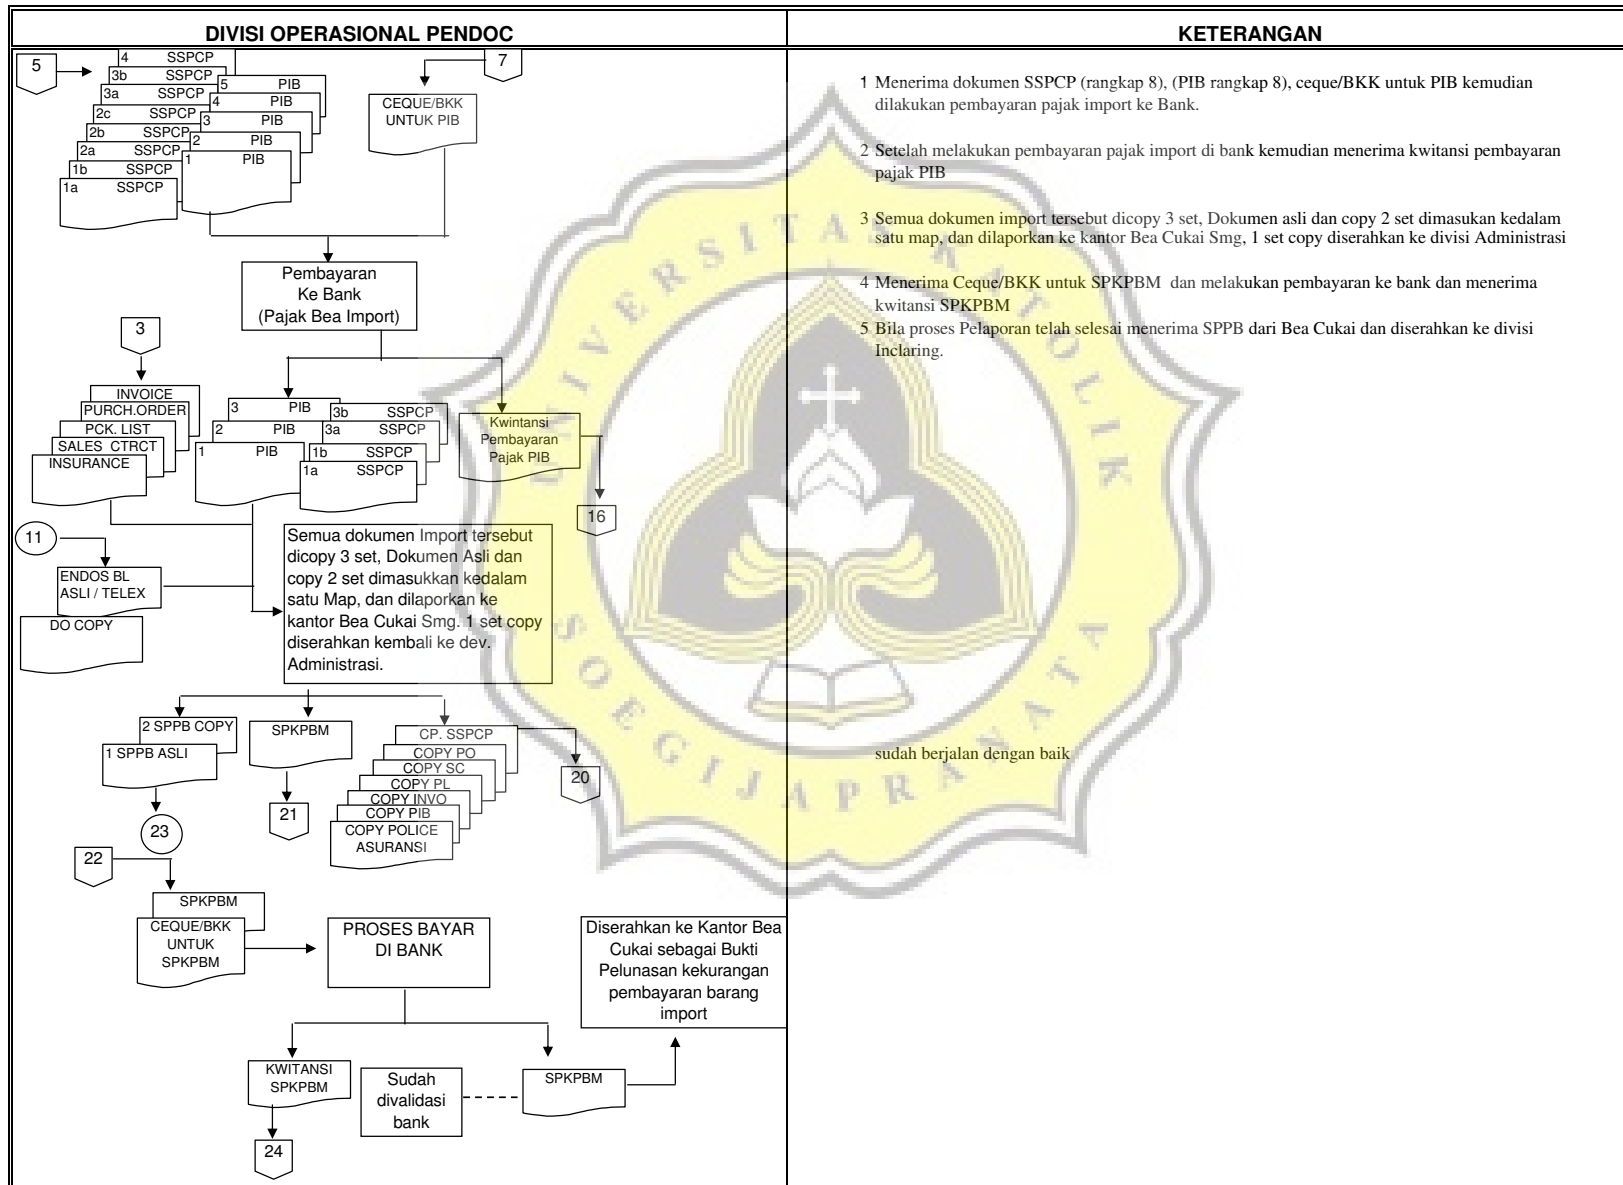 DIVISI OPERASIONAL PENDOC
KETERANGAN
5
4 SSPCP
3b SSPCP
3a SSPCP
2c SSPCP
2b SSPCP
2a SSPCP
1b SSPCP
1a SSPCP
5 PIB
4 PIB
3 PIB
2 PIB
1 PIB
7
CEQUE/BKK
UNTUK PIB
Pembayaran
Ke Bank
(Pajak Bea Import)
3
INVOICE
PURCH.ORDER
PCK. LIST
SALES CTRCT
INSURANCE
3 PIB
2 PIB
1 PIB
3b SSPCP
3a SSPCP
1b SSPCP
1a SSPCP
Kwintansi
Pembayaran
Pajak PIB
16
11
ENDOS BL
ASLI / TELEX
DO COPY
Semua dokumen Import tersebut
dicopy 3 set, Dokumen Asli dan
copy 2 set dimasukkan kedalam
satu Map, dan dilaporkan ke
kantor Bea Cukai Smg. 1 set copy
diserahkan kembali ke dev.
Administrasi.
2 SPPB COPY
1 SPPB ASLI
23
SPKPBM
21
CP. SSPCP
COPY PO
COPY SC
COPY PL
COPY INVO
COPY PIB
COPY POLICE
ASURANSI
20
22
SPKPBM
CEQUE/BKK
UNTUK
SPKPBM
PROSES BAYAR
DI BANK
Diserahkan ke Kantor Bea
Cukai sebagai Bukti
Pelunasan kekurangan
pembayaran barang
import
KWITANSI
SPKPBM
24
Sudah
divalidasi
bank
SPKPBM
1 Menerima dokumen SSPCP (rangkap 8), (PIB rangkap 8), ceque/BKK untuk PIB kemudian
dilakukan pembayaran pajak import ke Bank.
2 Setelah melakukan pembayaran pajak import di bank kemudian menerima kwitansi pembayaran
pajak PIB
3 Semua dokumen import tersebut dicopy 3 set, Dokumen asli dan copy 2 set dimasukan kedalam
satu map, dan dilaporkan ke kantor Bea Cukai Smg, 1 set copy diserahkan ke divisi Administrasi
4 Menerima Ceque/BKK untuk SPKPBM dan melakukan pembayaran ke bank dan menerima
kwitansi SPKPBM
5 Bila proses Pelaporan telah selesai menerima SPPB dari Bea Cukai dan diserahkan ke divisi
Inclaring.
sudah berjalan dengan baik
UNIVERSITAS KATOLIK
SOEGIJAPRANATA